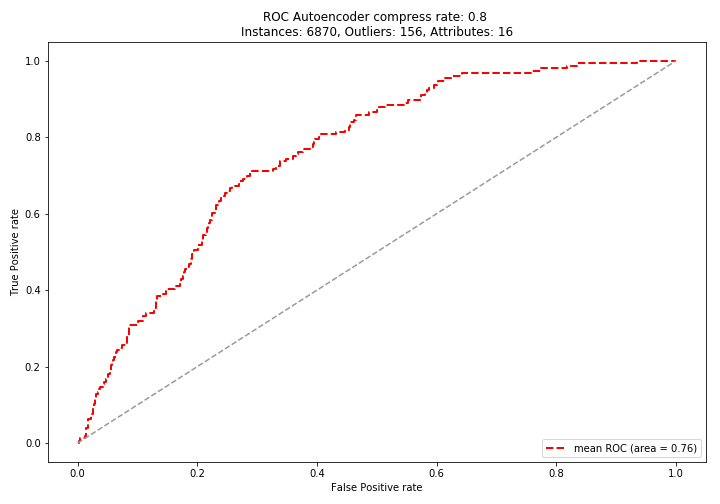 ROC Autoencoder compress rate: 0.8
Instances: 6870, Outliers: 156, Attributes: 16
1.0
0.8
0.6
0.4
0.2
0.0
True Positive rate
0.0 0.2 0.4 0.6 0.8 1.0
False Positive rate
mean ROC (area = 0.76)